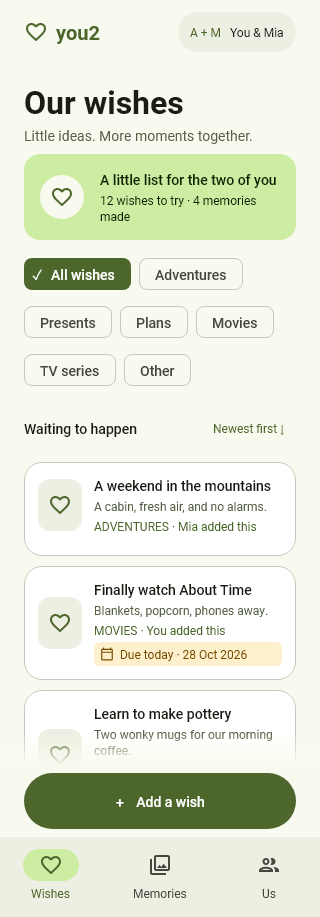 you2
A + M You & Mia
Our wishes
Little ideas. More moments together.
A little list for the two of you
12 wishes to try · 4 memories
made
✓ All wishes
Adventures
Presents
Plans
Movies
TV series
Other
Waiting to happen
Newest first ↓
A weekend in the mountains
A cabin, fresh air, and no alarms.
ADVENTURES · Mia added this
Finally watch About Time
Blankets, popcorn, phones away.
MOVIES · You added this
Due today · 28 Oct 2026
Learn to make pottery
Two wonky mugs for our morning
coffee.
+ Add a wish
Wishes
Memories
Us